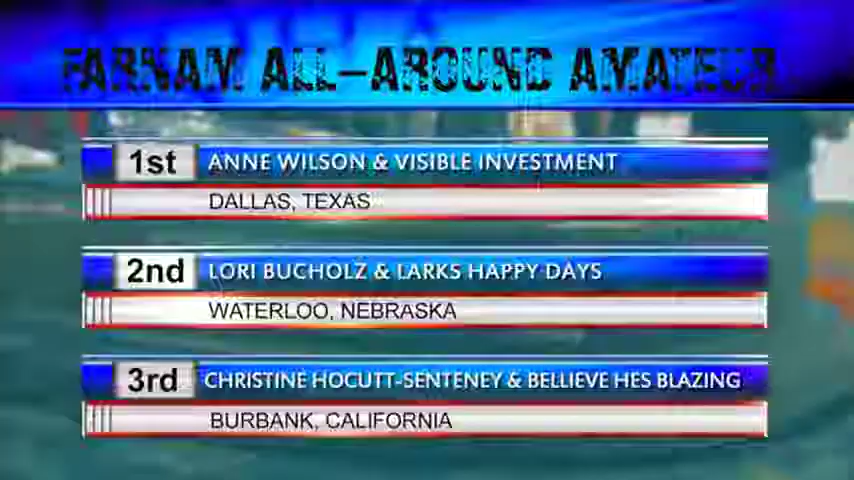 FARNAM ALL-AROUND AMATEUR
1st ANNE WILSON & VISIBLE INVESTMENT
DALLAS, TEXAS
2nd LORI BUCHOLZ & LARKS HAPPY DAYS
WATERLOO, NEBRASKA
3rd CHRISTINE HOCUTT-SENTENEY & BELLIEVE HES BLAZING
BURBANK, CALIFORNIA